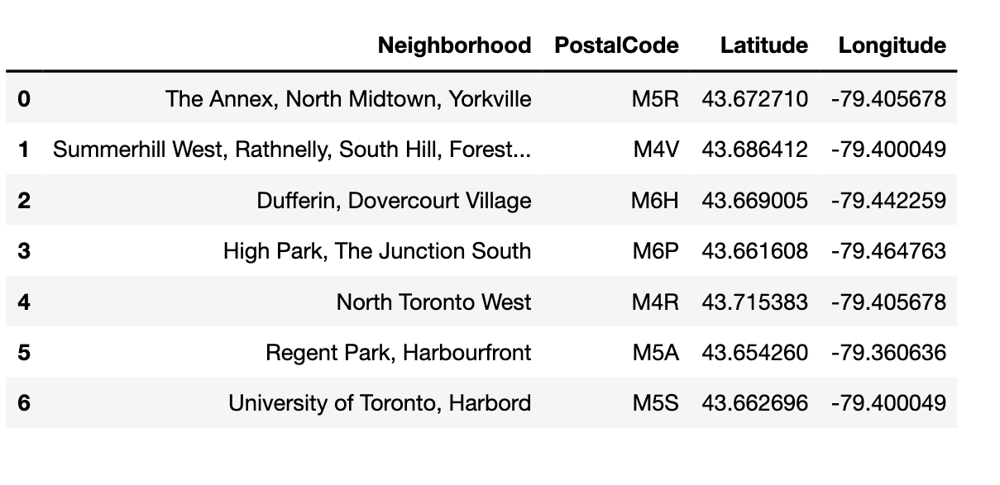 Neighborhood PostalCode Latitude Longitude
0 The Annex, North Midtown, Yorkville M5R 43.672710 -79.405678
1 Summerhill West, Rathnelly, South Hill, Forest... M4V 43.686412 -79.400049
2 Dufferin, Dovercourt Village M6H 43.669005 -79.442259
3 High Park, The Junction South M6P 43.661608 -79.464763
4 North Toronto West M4R 43.715383 -79.405678
5 Regent Park, Harbourfront M5A 43.654260 -79.360636
6 University of Toronto, Harbord M5S 43.662696 -79.400049